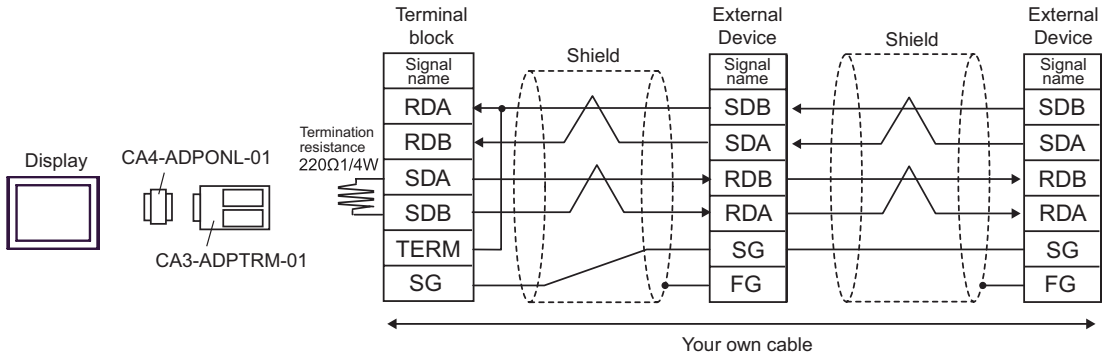 Display
CA4-ADPONL-01
CA3-ADPTRM-01
Termination
resistance
220Ω1/4W
Terminal
block
Signal
name
RDA
RDB
SDA
SDB
TERM
SG
Shield
External
Device
Signal
name
SDB
SDA
RDB
RDA
SG
FG
Shield
External
Device
Signal
name
SDB
SDA
RDB
RDA
SG
FG
Your own cable